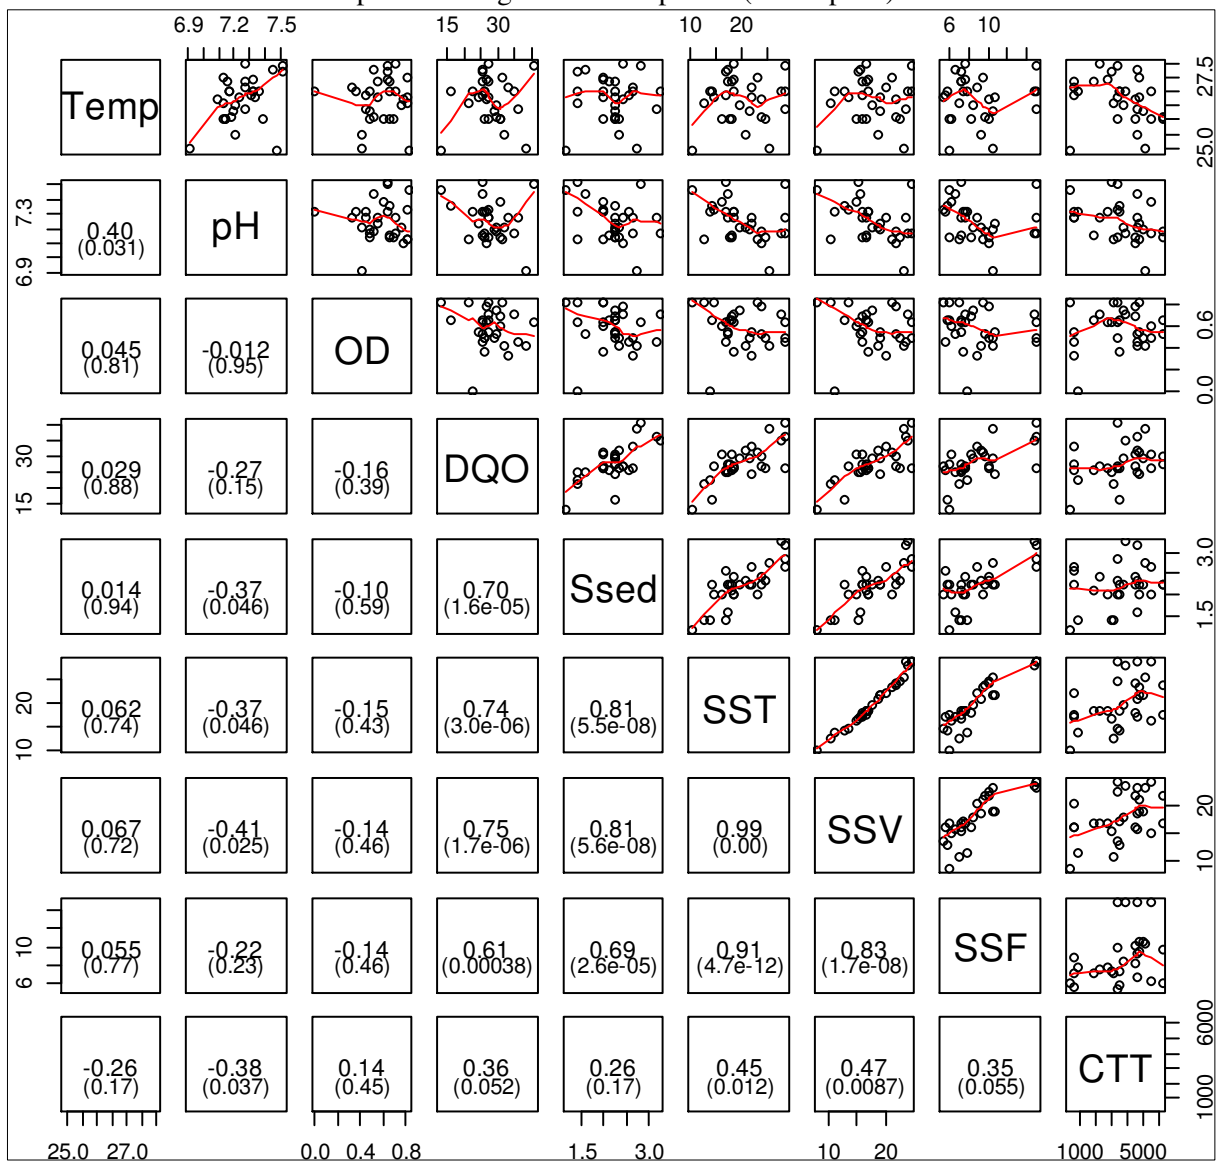 6.9 7.2 7.5 15 30 10 20 6 10
Temp 25.0 27.5
6.9 7.3 0.40 pH
(0.031)
0.045 -0.012 OD 0.0 0.6
(0.81) (0.95)
15 30 0.029 -0.27 -0.16 DQO
(0.88) (0.15) (0.39)
0.014 -0.37 -0.10 0.70 Ssed 1.5 3.0
(0.94) (0.046) (0.59) (1.6e-05)
10 20 0.062 -0.37 -0.15 0.74 0.81 SST
(0.74) (0.046) (0.43) (3.0e-06) (5.5e-08)
0.067 -0.41 -0.14 0.75 0.81 0.99 SSV 10 20
(0.72) (0.025) (0.46) (1.7e-06) (5.6e-08) (0.00)
6 10 0.055 -0.22 -0.14 0.61 0.69 0.91 0.83 SSF
(0.77) (0.23) (0.46) (0.00038) (2.6e-05) (4.7e-12) (1.7e-08)
-0.26 -0.38 0.14 0.36 0.26 0.45 0.47 0.35 CTT 1000 6000
(0.17) (0.037) (0.45) (0.052) (0.17) (0.012) (0.0087) (0.055)
25.0 27.0 0.0 0.4 0.8 1.5 3.0 10 20 1000 5000